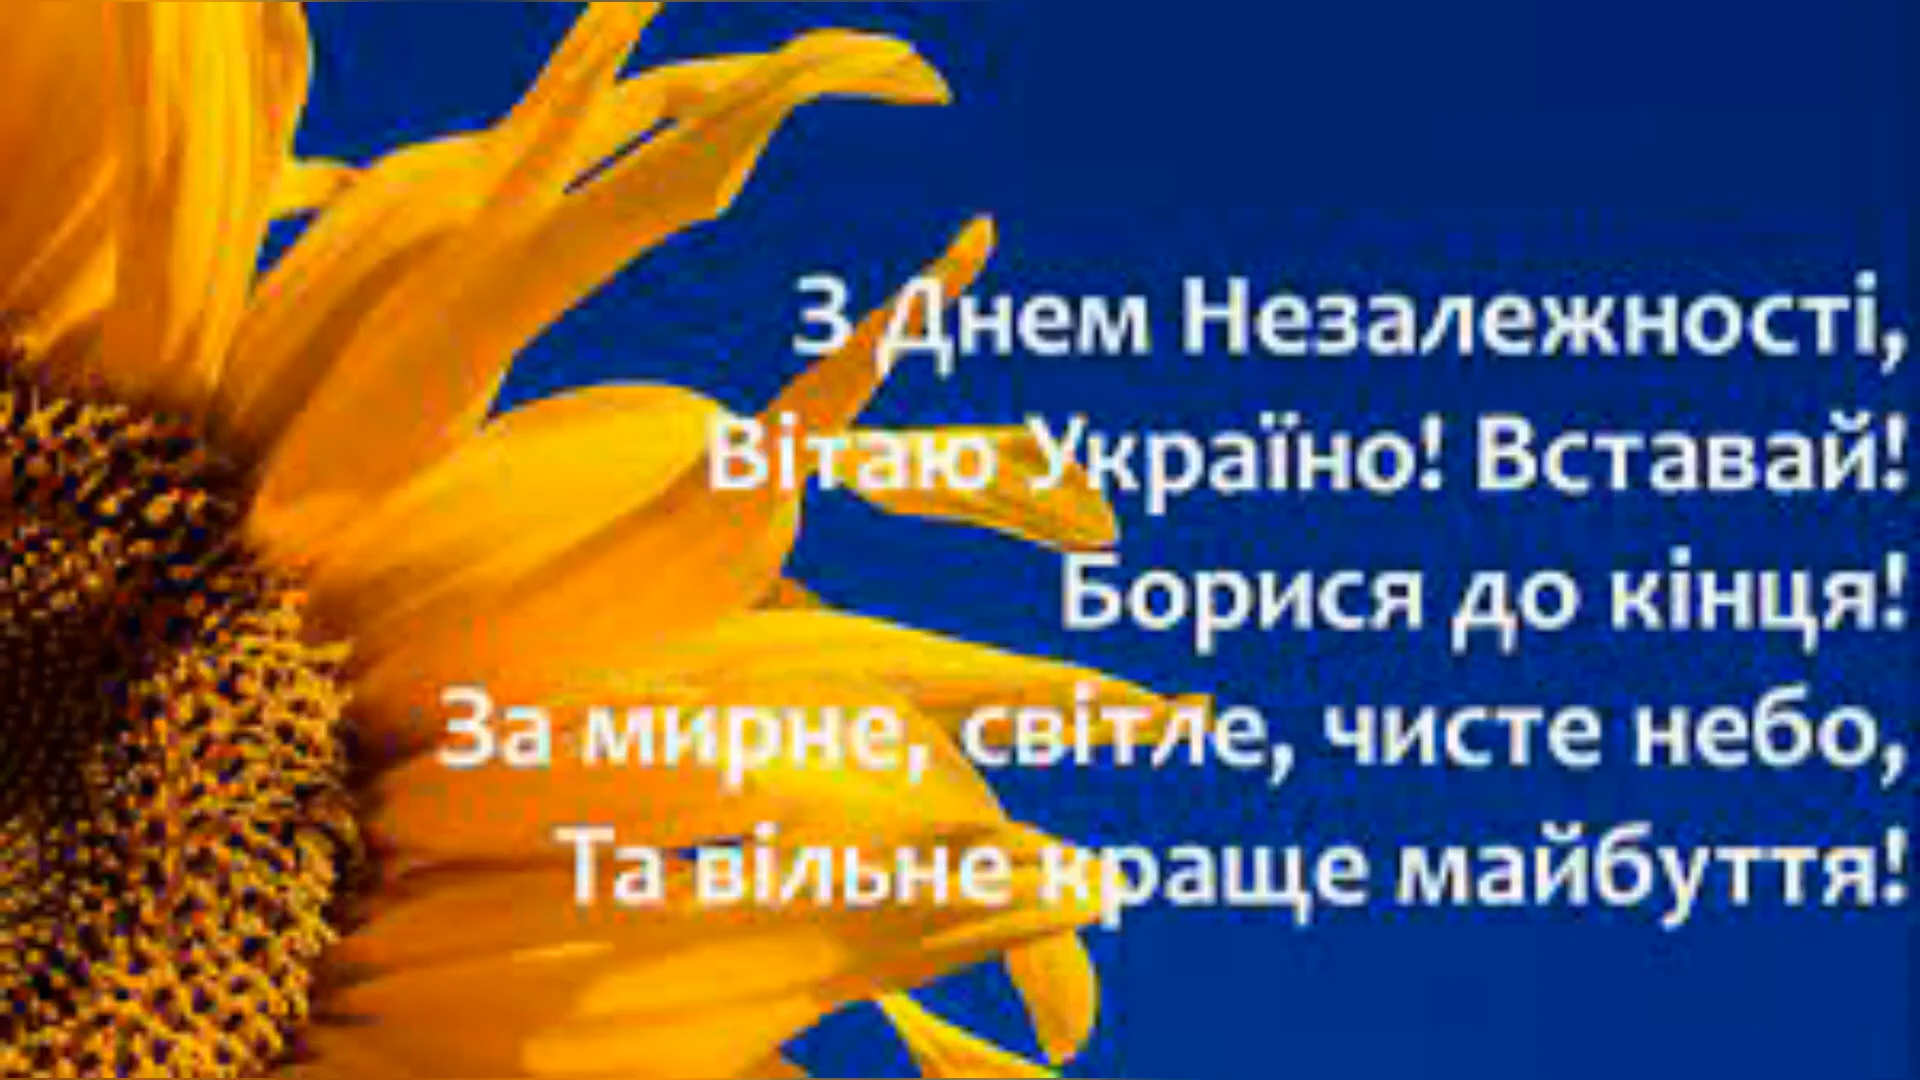 З Днем Незалежності,
Вітаю Україно! Вставай!
Борися до кінця!
За мирне, світле, чисте небо,
Та вільне краще майбуття!